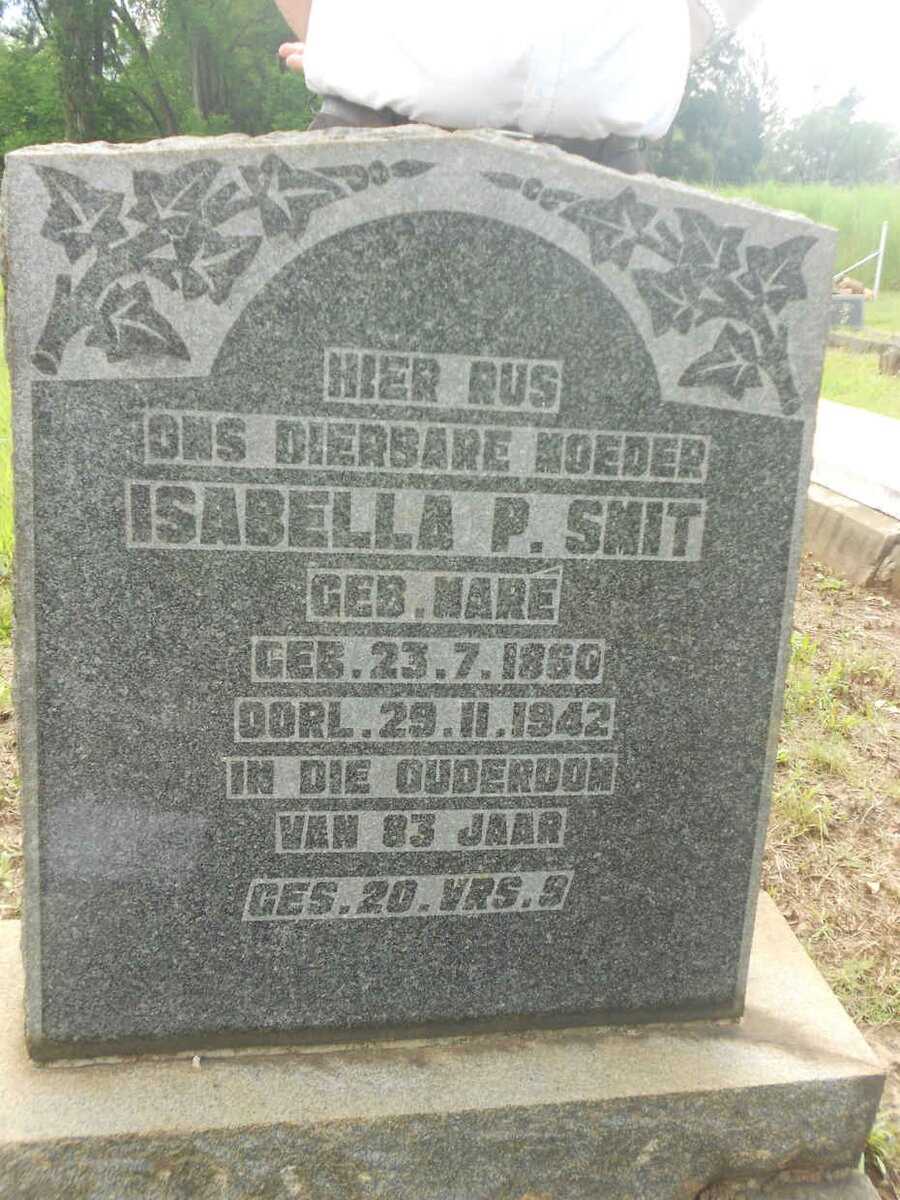 HIER RUS
ONS DIERBARE MOEDER
ISABELLA P. SMIT
GEB. MARÉ
GEB. 23.7.1850
OORL. 29.11.1942
IN DIE OUDERDOM
VAN 83 JAAR
GES. 20. VRS. 9